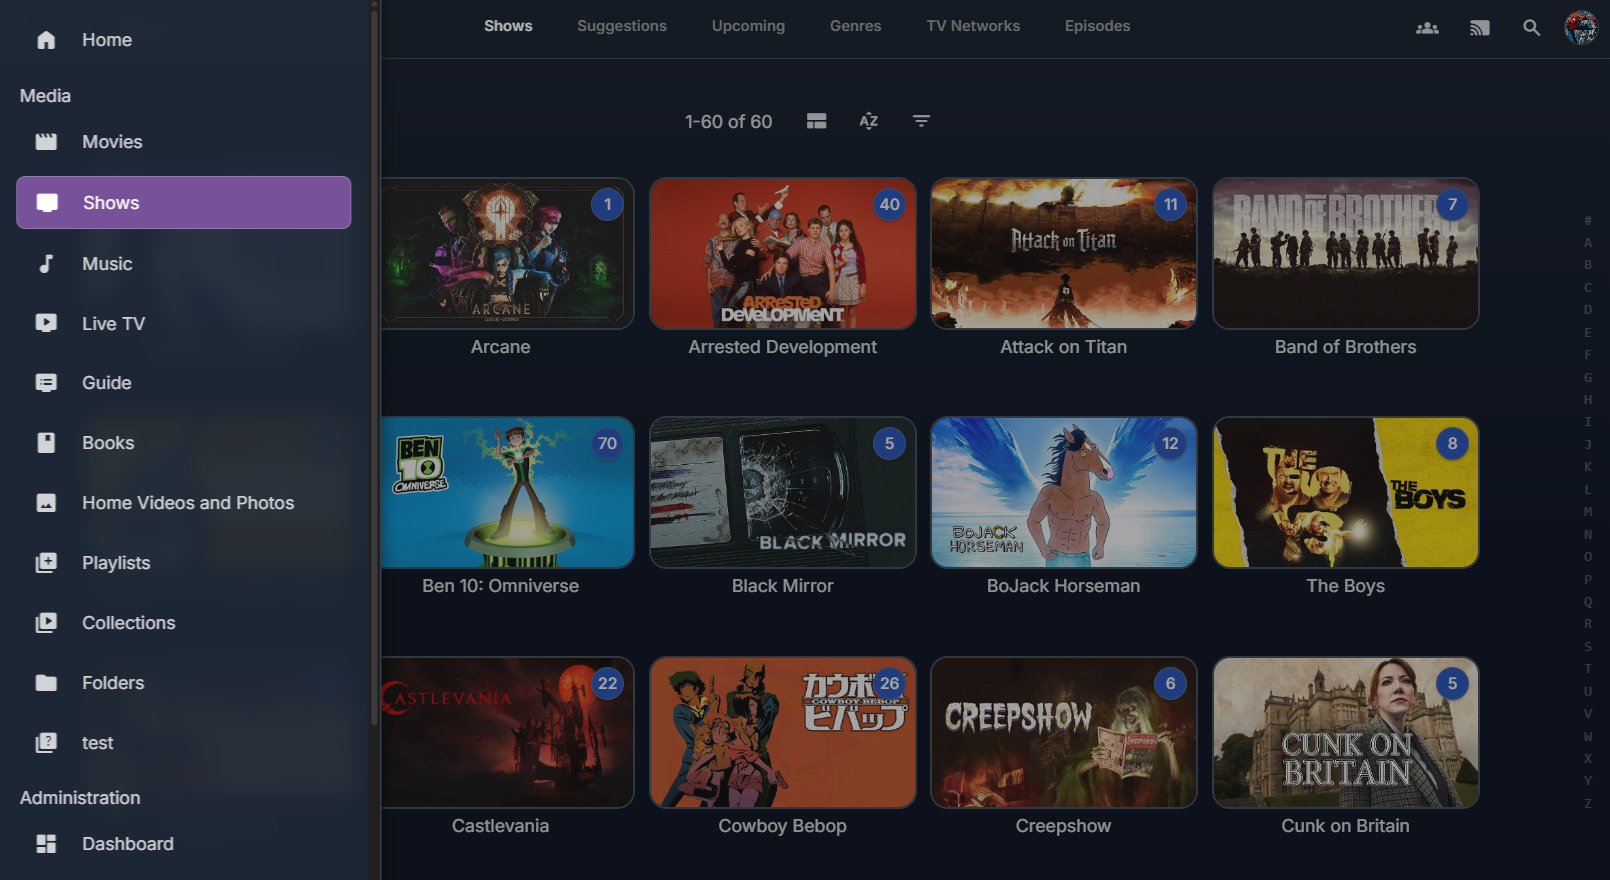 Home
Media
Movies
Shows
Music
Live TV
Guide
Books
Home Videos and Photos
Playlists
Collections
Folders
test
Administration
Dashboard
Shows Suggestions Upcoming Genres TV Networks Episodes
1-60 of 60
AZ
1
ARCANE
Arcane
40
ARRESTED
DEVELOPMENT
Arrested Development
11
Attack on Titan
Attack on Titan
7
BAND OF BROTHERS
Band of Brothers
70
BEN
10
OMNIVERSE
Ben 10: Omniverse
5
BLACK MIRROR
Black Mirror
12
BOJACK
HORSEMAN
BoJack Horseman
8
THE
BOYS
The Boys
22
CASTLEVANIA
Castlevania
26
カウボ
COWBOY BEBOP
ビバップ
Cowboy Bebop
6
CREEPSHOW
Creepshow
5
CUNK ON
BRITAIN
Cunk on Britain
#
A
B
C
D
E
F
G
H
I
J
K
L
M
N
O
P
Q
R
S
T
U
V
W
X
Y
Z